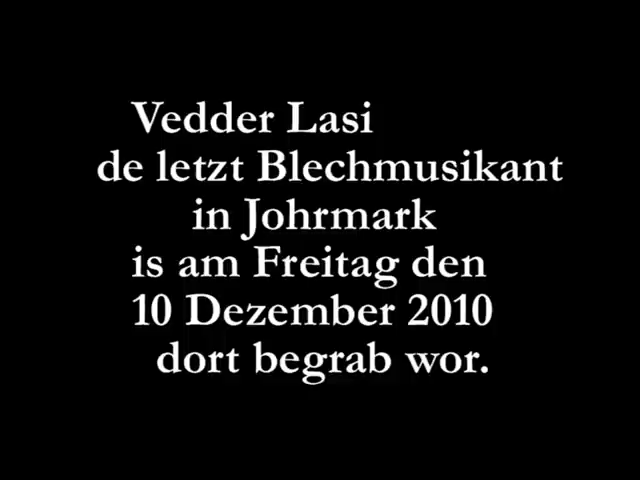 Vedder Lasi
de letzt Blechmusikant
in Johrmark
is am Freitag den
10 Dezember 2010
dort begrab wor.